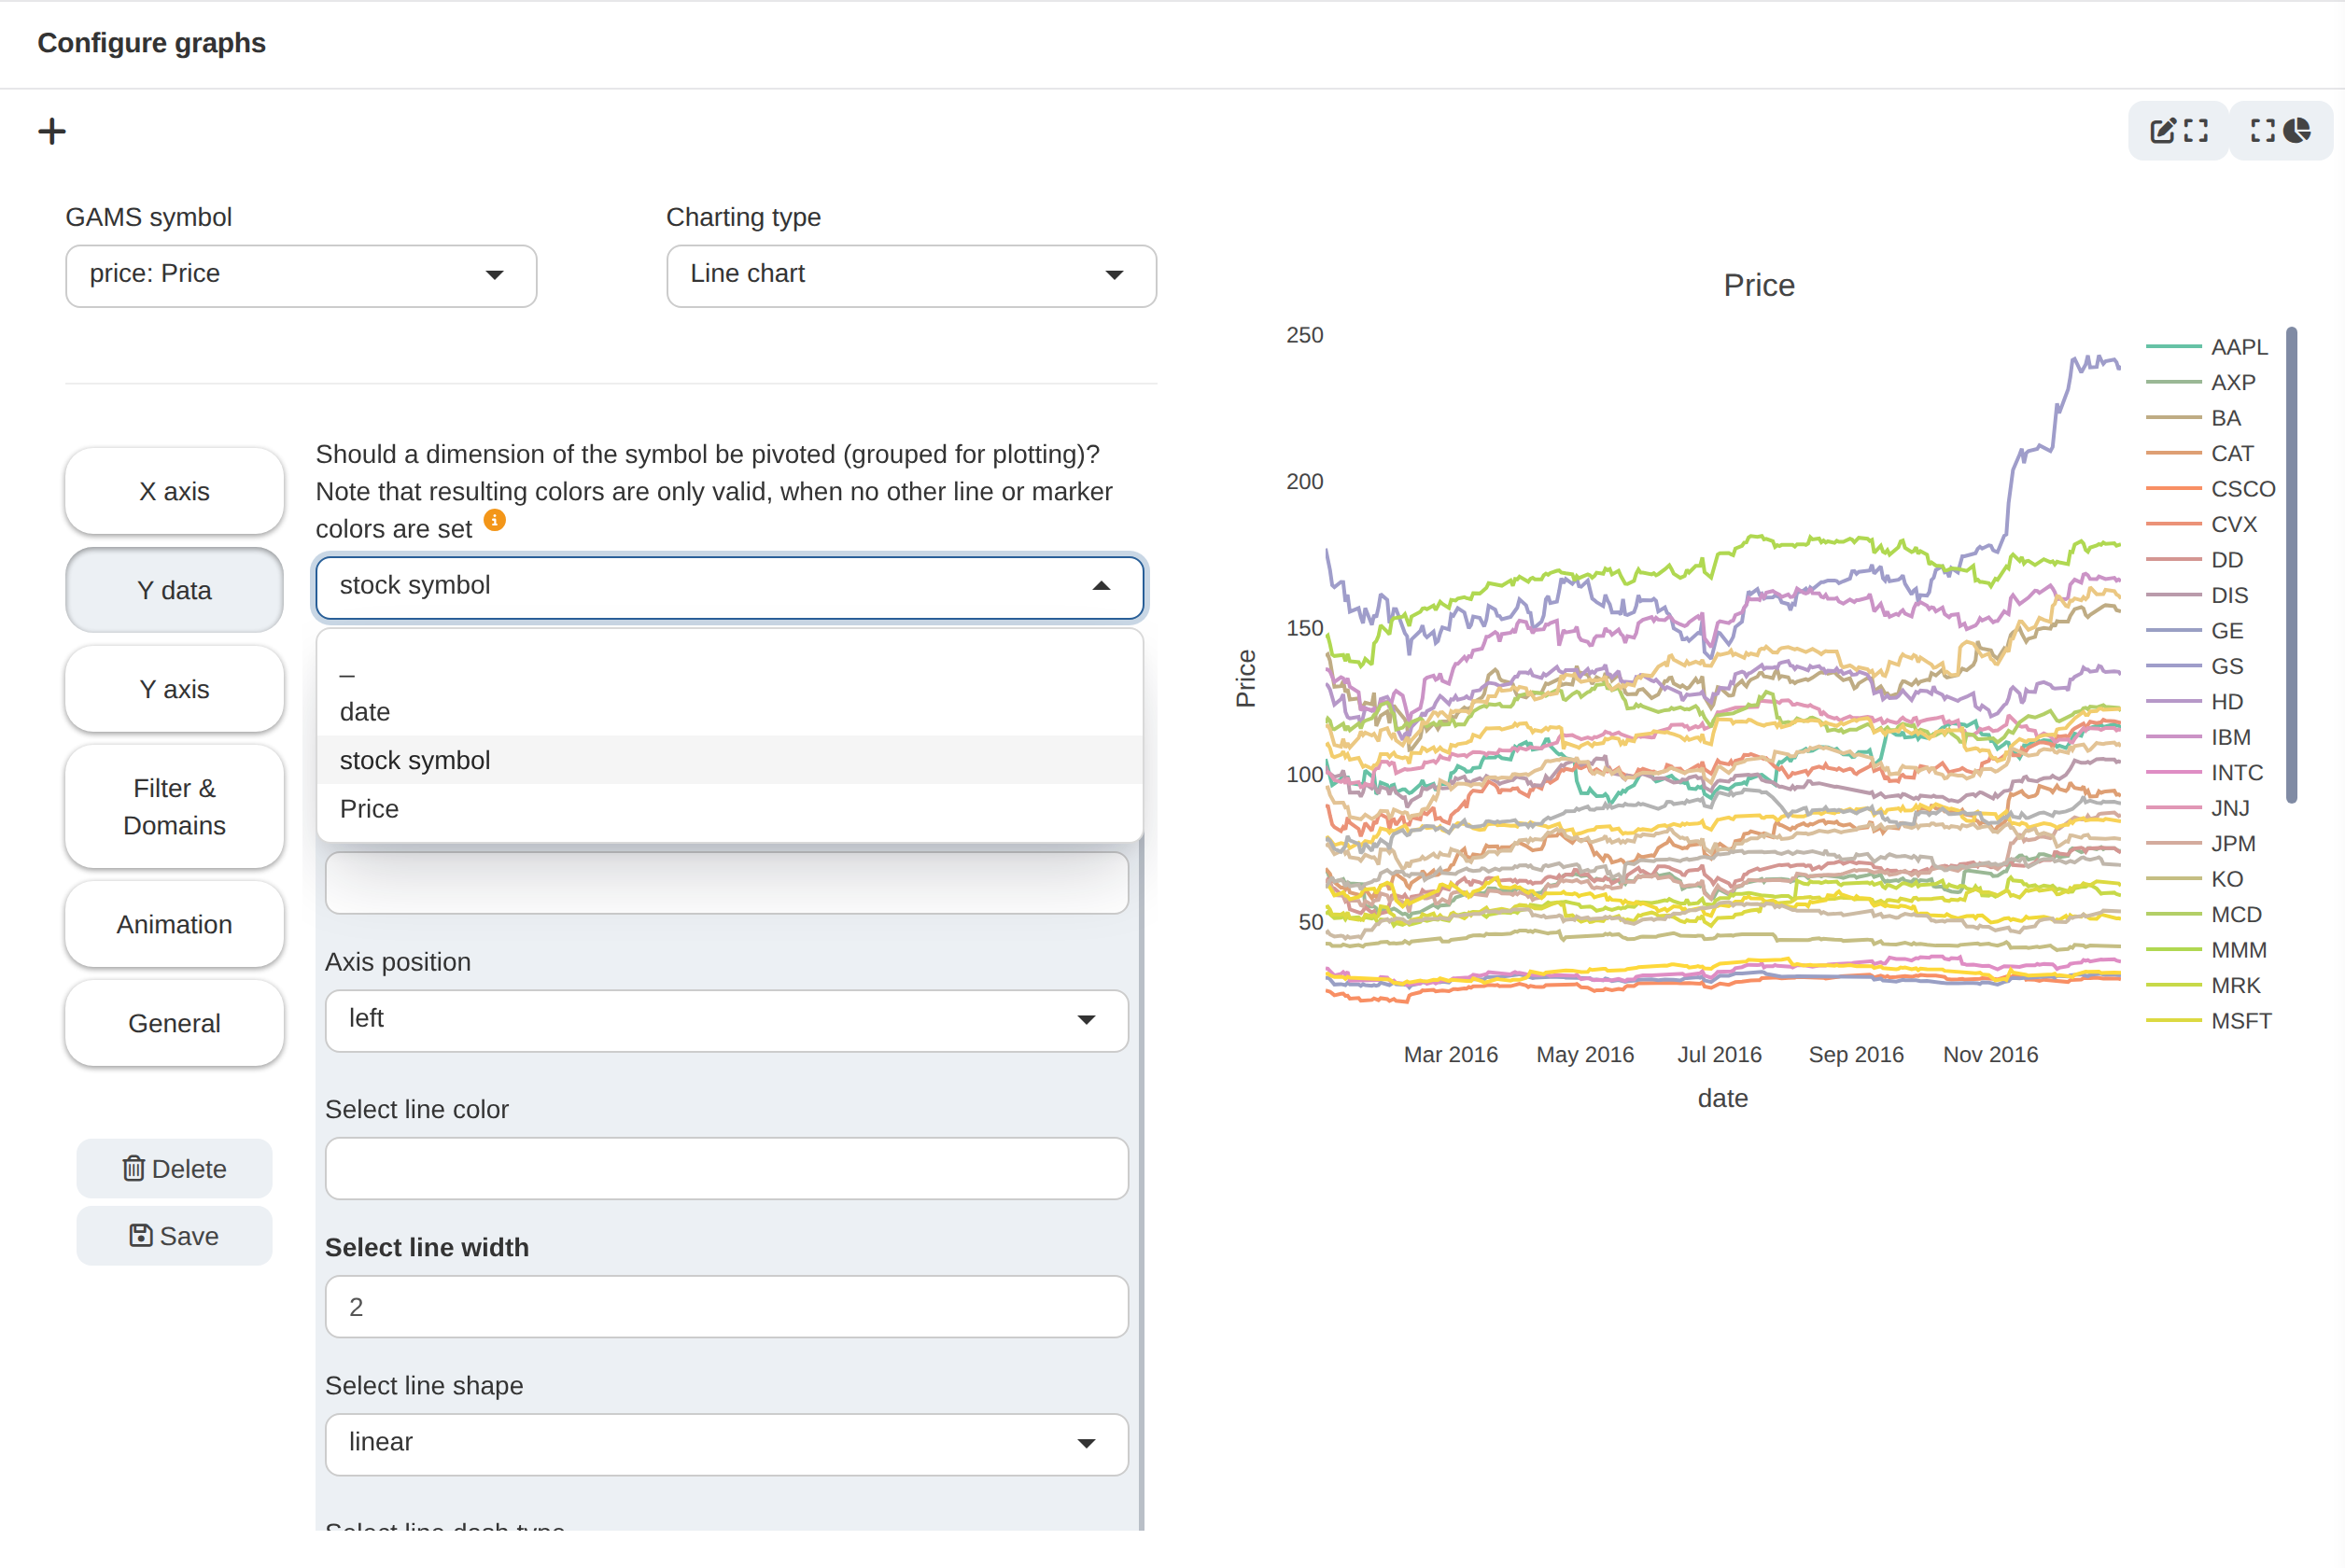 Configure graphs
GAMS symbol
Charting type
price: Price
Line chart
X axis
Y data
Y axis
Filter &
Domains
Animation
General
Delete
Save
Should a dimension of the symbol be pivoted (grouped for plotting)?
Note that resulting colors are only valid, when no other line or marker
colors are set
stock symbol
_
date
stock symbol
Price
Axis position
left
Select line color
Select line width
2
Select line shape
linear
Select line dash type
Price
250
200
150
100
50
Price
Mar 2016
May 2016
Jul 2016
Sep 2016
Nov 2016
date
AAPL
AXP
BA
CAT
CSCO
CVX
DD
DIS
GE
GS
HD
IBM
INTC
JNJ
JPM
KO
MCD
MMM
MRK
MSFT